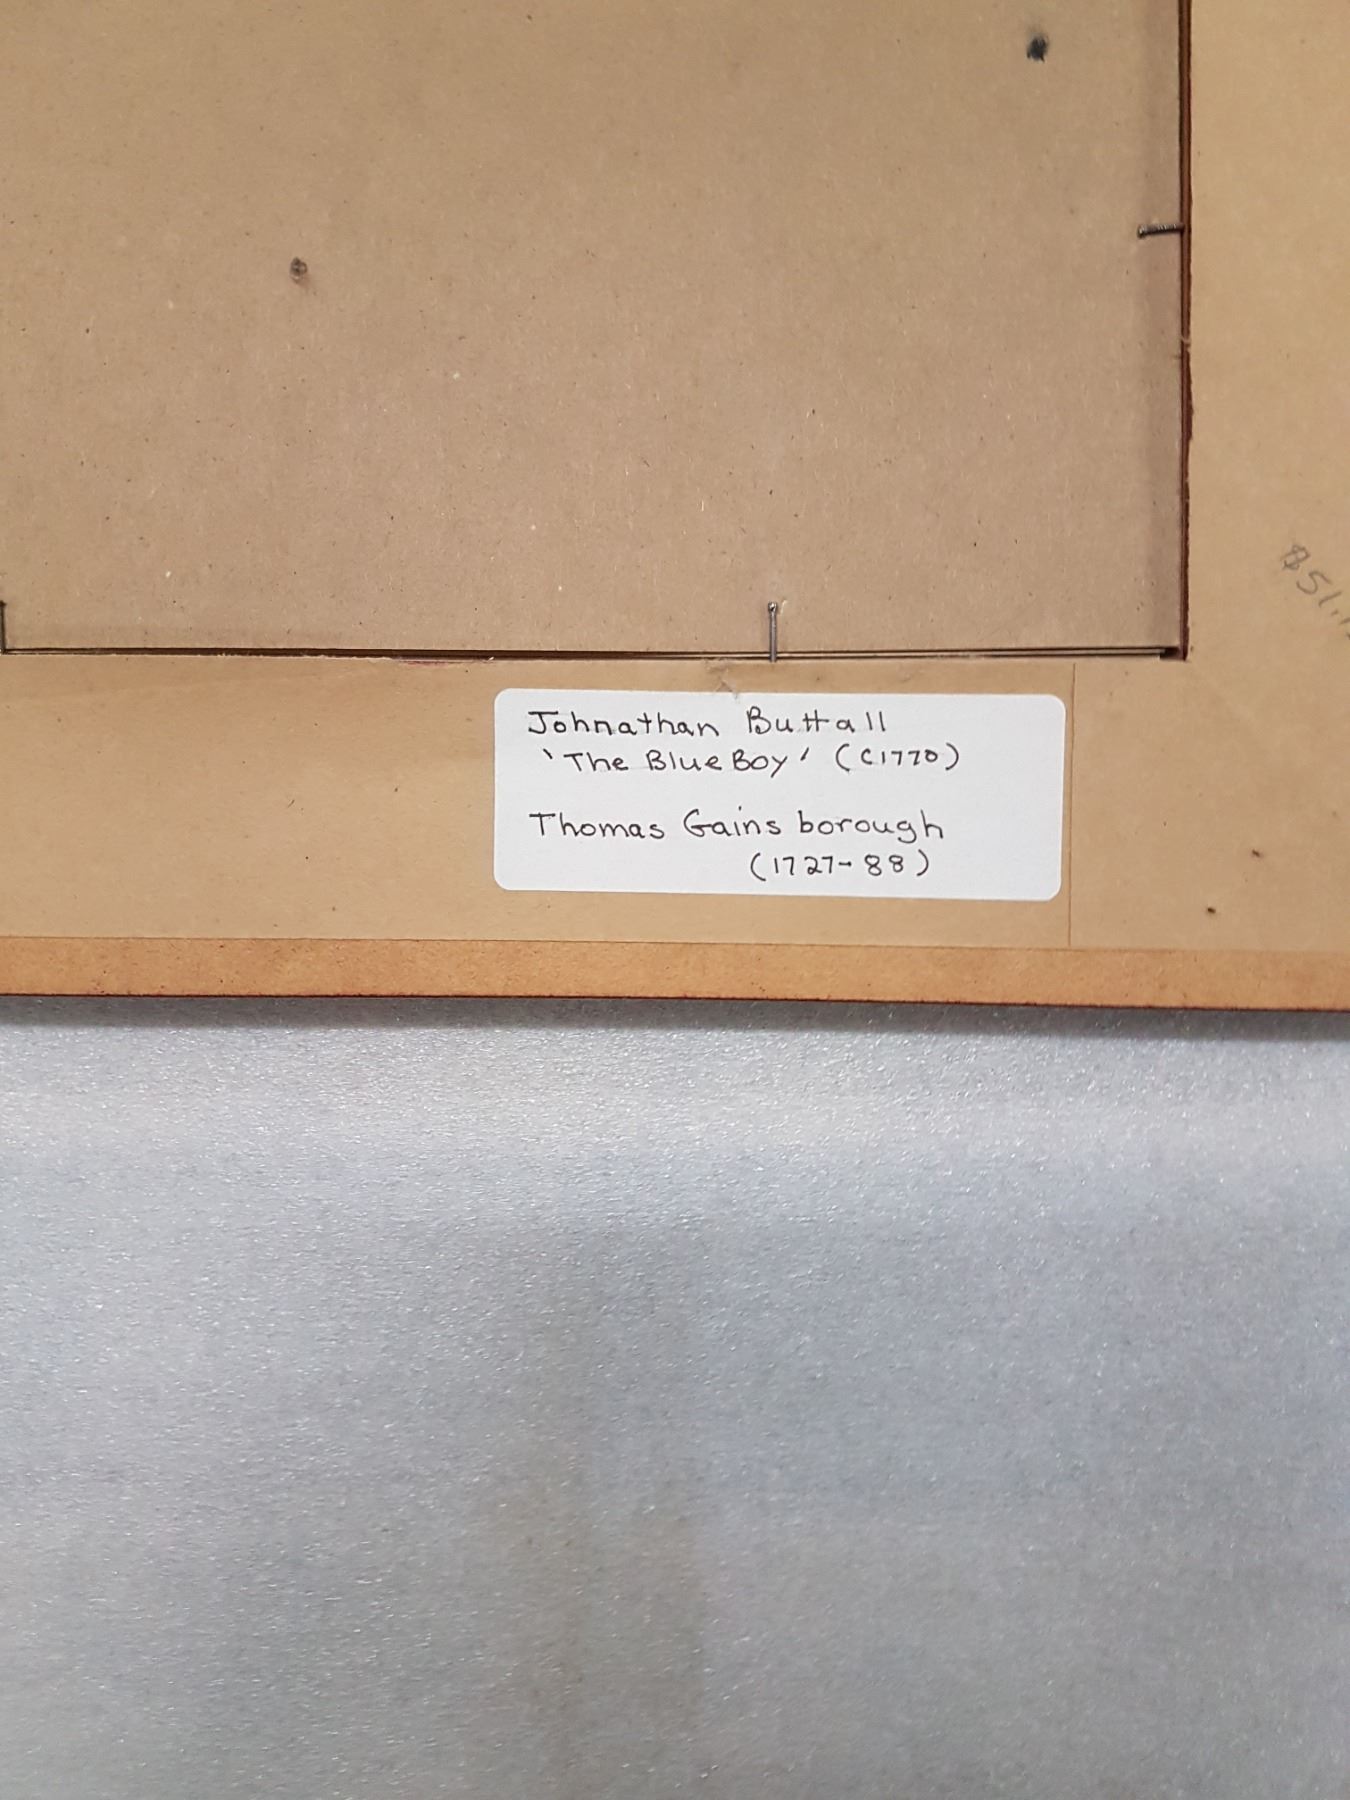 Johnathan Buttall
'The Blue Boy' (C1770)
Thomas Gains borough
(1727-88)